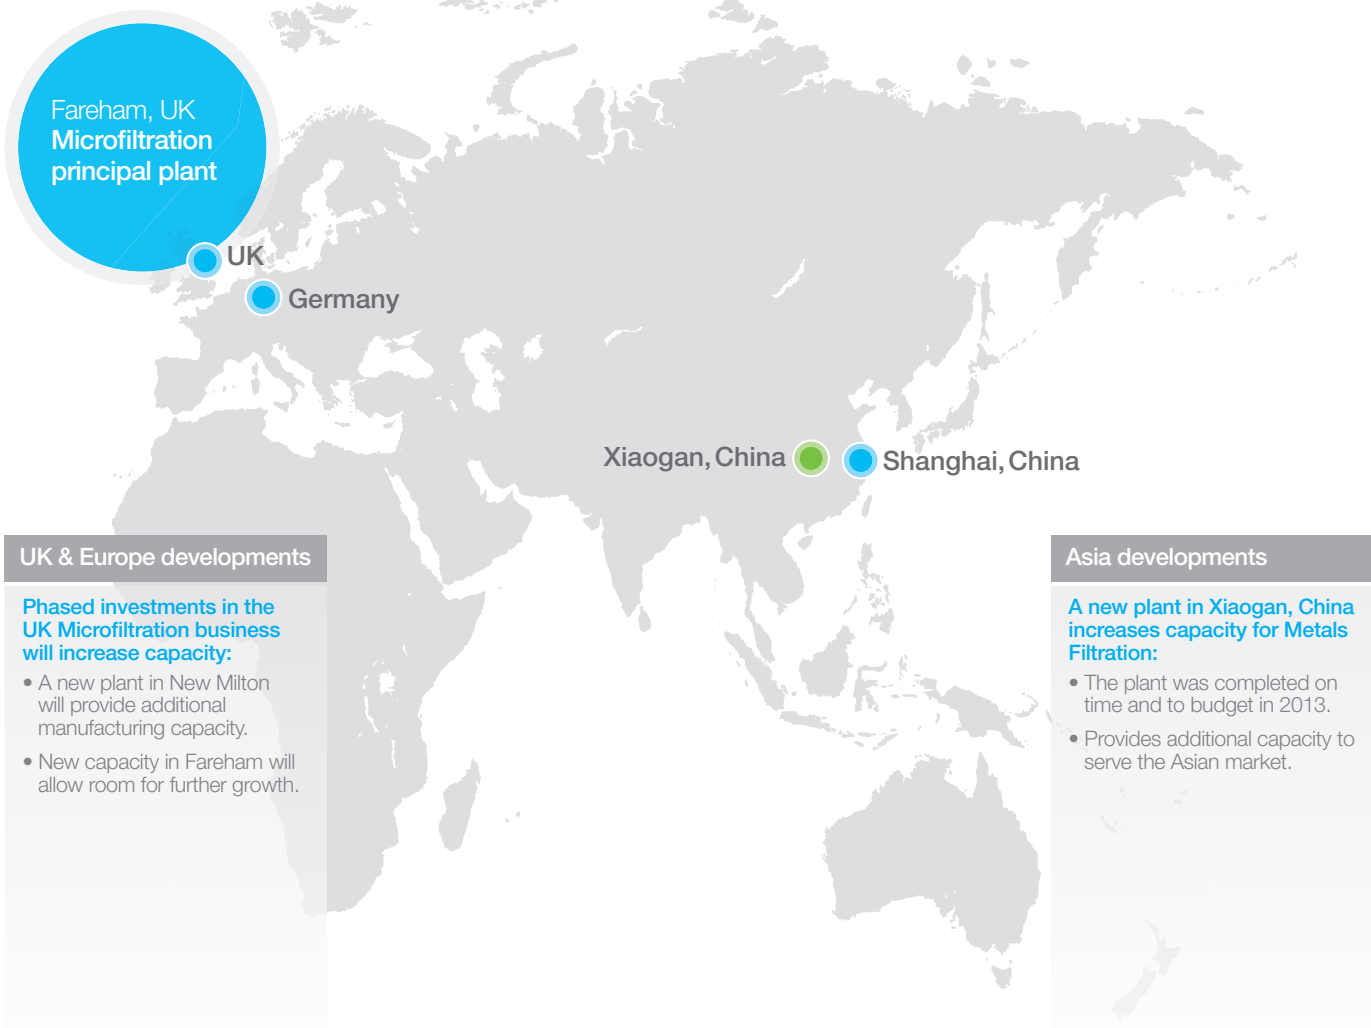 Fareham, UK
Microfiltration
principal plant
UK
Germany
Xiaogan, China
Shanghai, China
UK & Europe developments
Phased investments in the
UK Microfiltration business
will increase capacity:
• A new plant in New Milton
will provide additional
manufacturing capacity.
• New capacity in Fareham will
allow room for further growth.
Asia developments
A new plant in Xiaogan, China
increases capacity for Metals
Filtration:
• The plant was completed on
time and to budget in 2013.
• Provides additional capacity to
serve the Asian market.